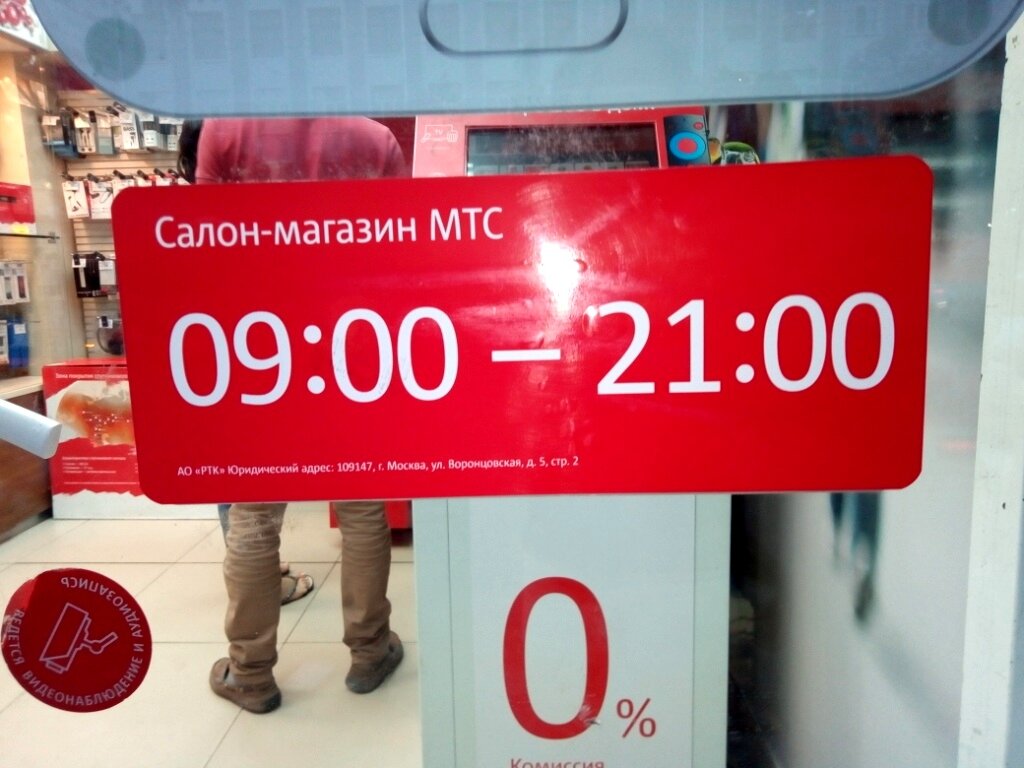 Салон-магазин МТС
09:00 – 21:00
АО «РТК» Юридический адрес: 109147, г. Москва, ул. Воронцовская, д. 5, стр. 2
ВЕДЕТСЯ ВИДЕОНАБЛЮДЕНИЕ И АУДИОЗАПИСЬ
0%
Комиссия